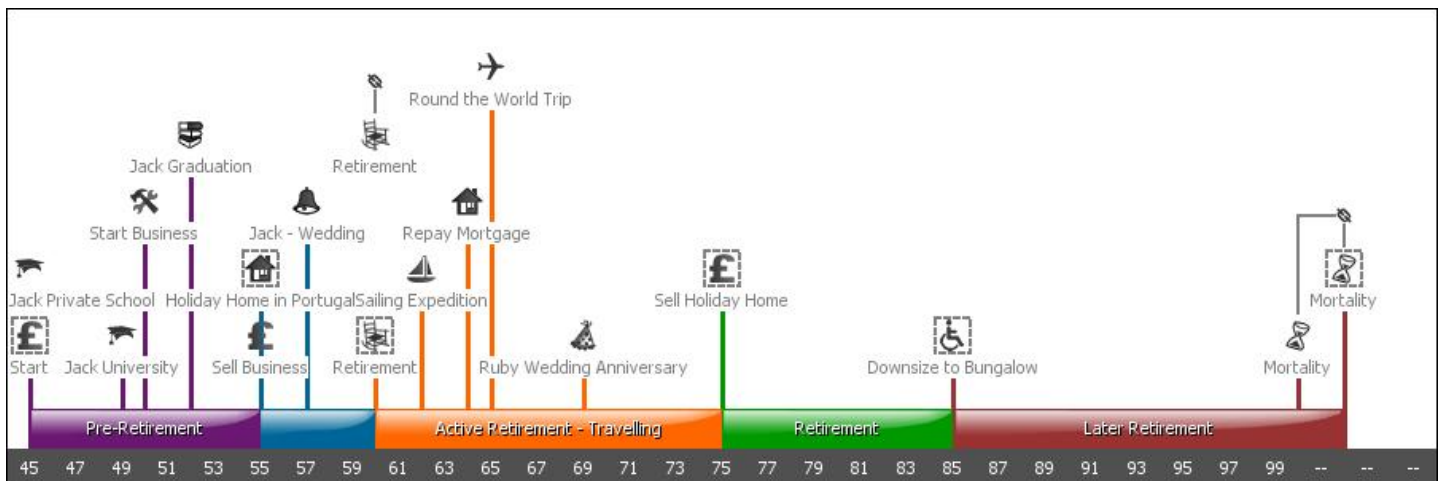 Round the World Trip
Jack Graduation
Retirement
Start Business
Jack - Wedding
Repay Mortgage
Jack Private School
Holiday Home in Portugal
Sailing Expedition
£
Sell Holiday Home
Mortality
£
Start
Jack University
£
Sell Business
Retirement
Ruby Wedding Anniversary
Downsize to Bungalow
Mortality
Pre-Retirement
Active Retirement - Travelling
Retirement
Later Retirement
45 47 49 51 53 55 57 59 61 63 65 67 69 71 73 75 77 79 81 83 85 87 89 91 93 95 97 99 -- -- --